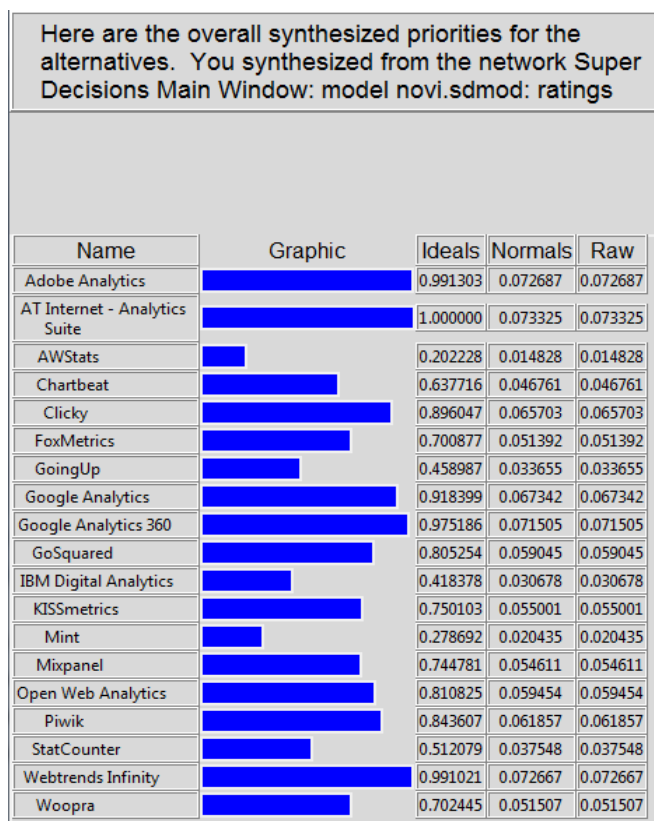 Here are the overall synthesized priorities for the
alternatives. You synthesized from the network Super
Decisions Main Window: model novi.sdmod: ratings
Name Graphic Ideals Normals Raw
Adobe Analytics 0.991303 0.072687 0.072687
AT Internet - Analytics
Suite 1.000000 0.073325 0.073325
AWStats 0.202228 0.014828 0.014828
Chartbeat 0.637716 0.046761 0.046761
Clicky 0.896047 0.065703 0.065703
FoxMetrics 0.700877 0.051392 0.051392
GoingUp 0.458987 0.033655 0.033655
Google Analytics 0.918399 0.067342 0.067342
Google Analytics 360 0.975186 0.071505 0.071505
GoSquared 0.805254 0.059045 0.059045
IBM Digital Analytics 0.418378 0.030678 0.030678
KISSmetrics 0.750103 0.055001 0.055001
Mint 0.278692 0.020435 0.020435
Mixpanel 0.744781 0.054611 0.054611
Open Web Analytics 0.810825 0.059454 0.059454
Piwik 0.843607 0.061857 0.061857
StatCounter 0.512079 0.037548 0.037548
Webtrends Infinity 0.991021 0.072667 0.072667
Woopra 0.702445 0.051507 0.051507